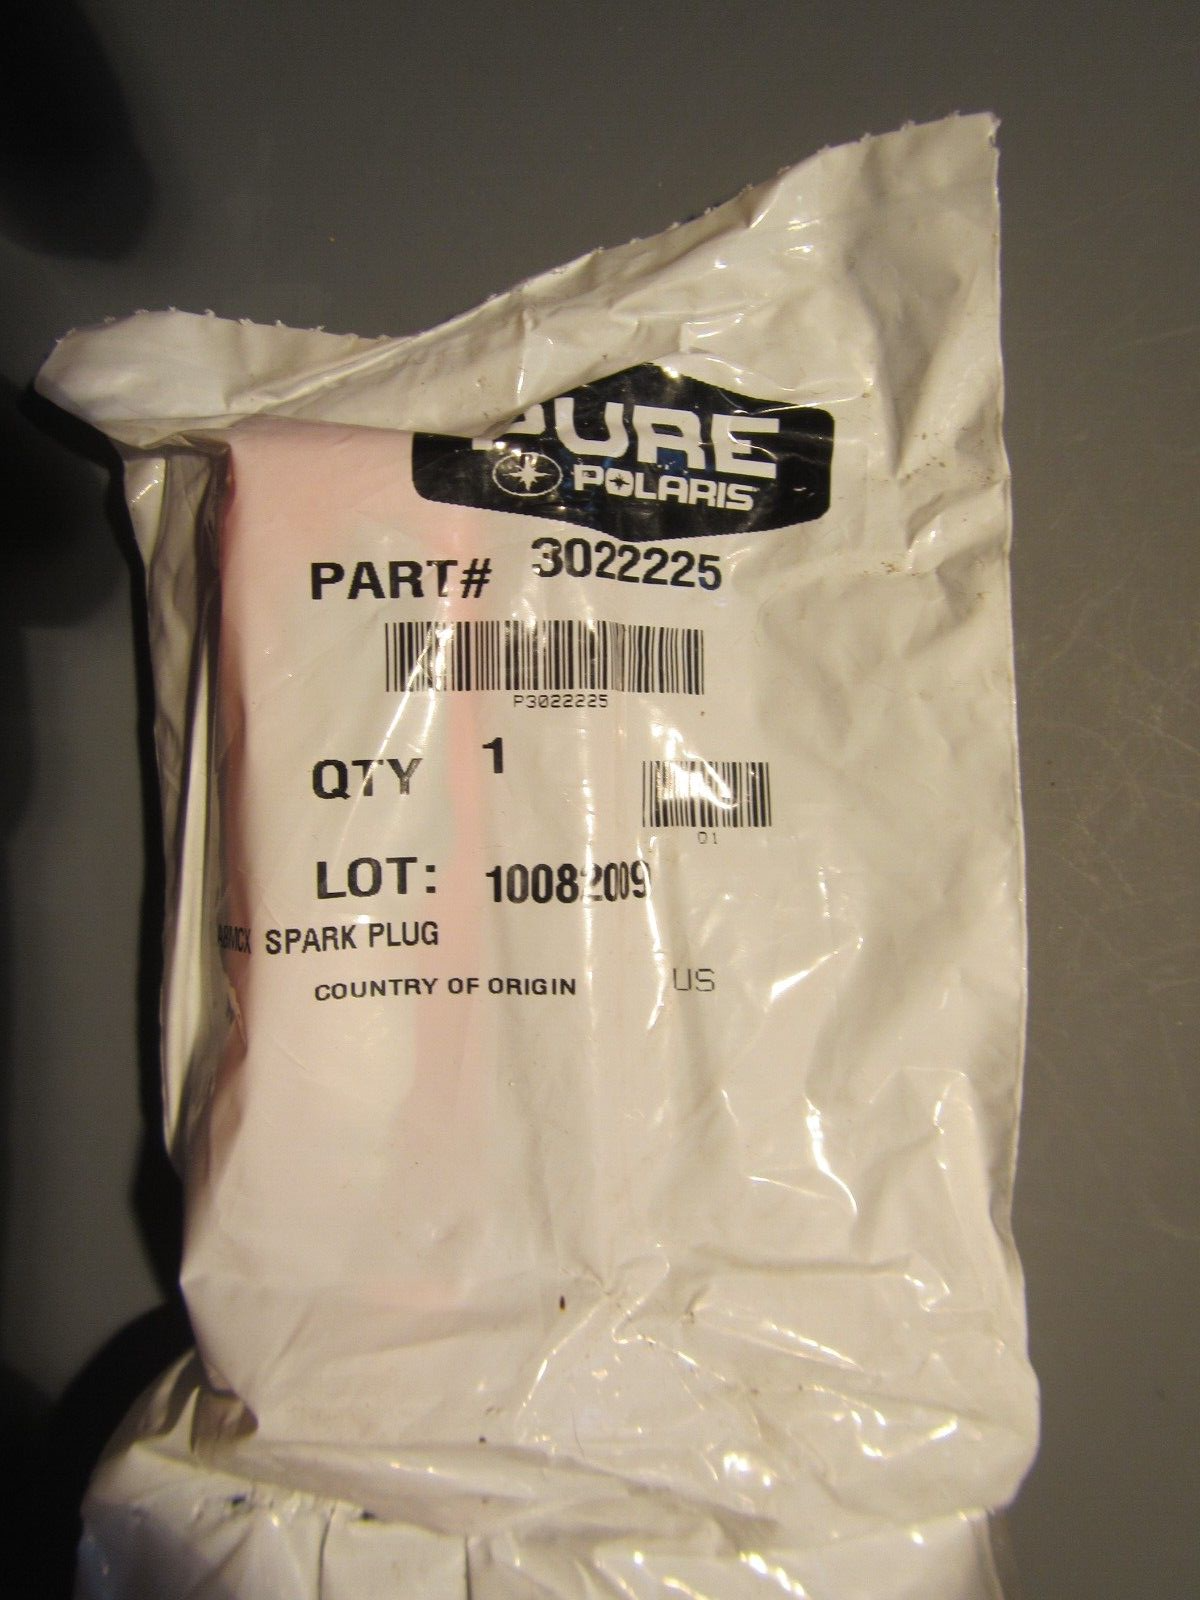 PURE
POLARIS
PART# 3022225
P3022225
QTY 1
01
LOT: 10082009
SPARK PLUG
COUNTRY OF ORIGIN US